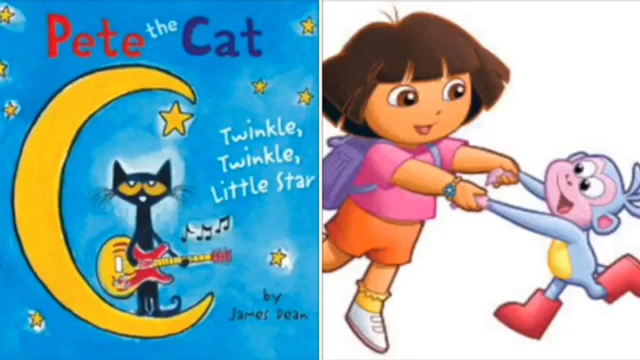 Pete the Cat
Twinkle,
Twinkle,
Little Star
by
James Dean